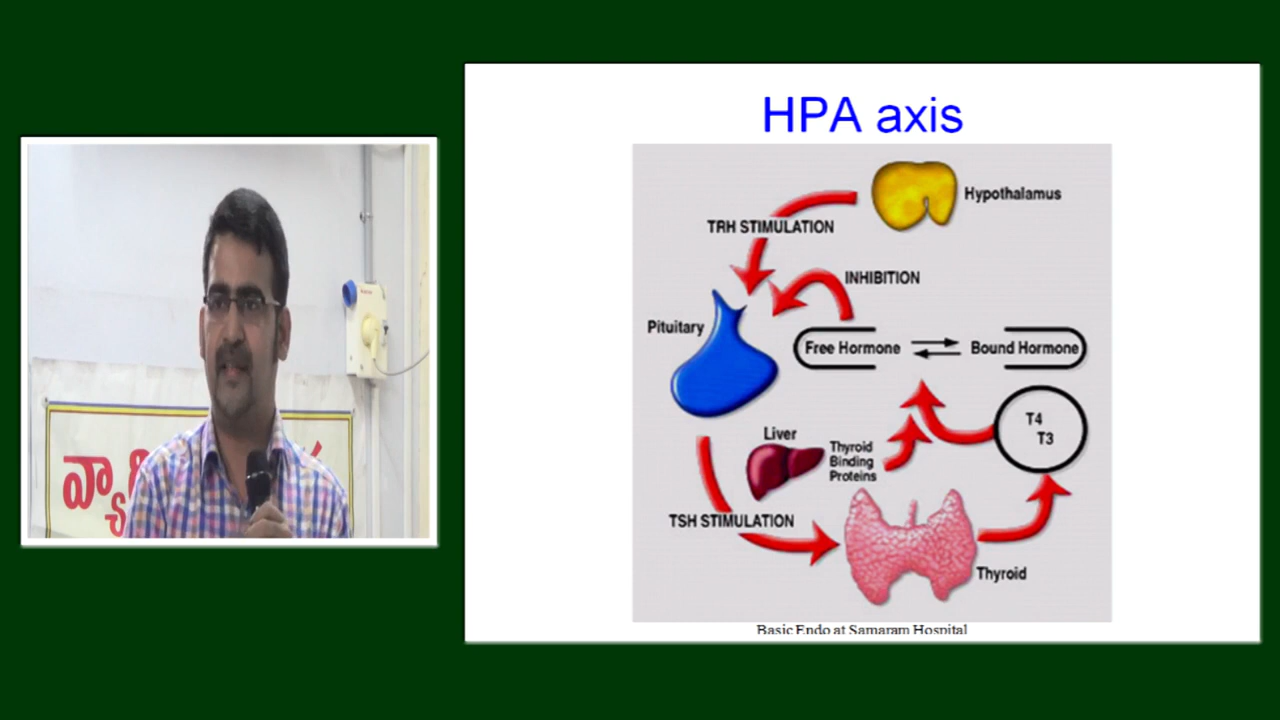 HPA axis
Hypothalamus
TRH STIMULATION
INHIBITION
Pituitary
Free Hormone
Bound Hormone
T4
T3
Liver
Thyroid
Binding
Proteins
TSH STIMULATION
Thyroid
Basic Endo at Samaram Hospital